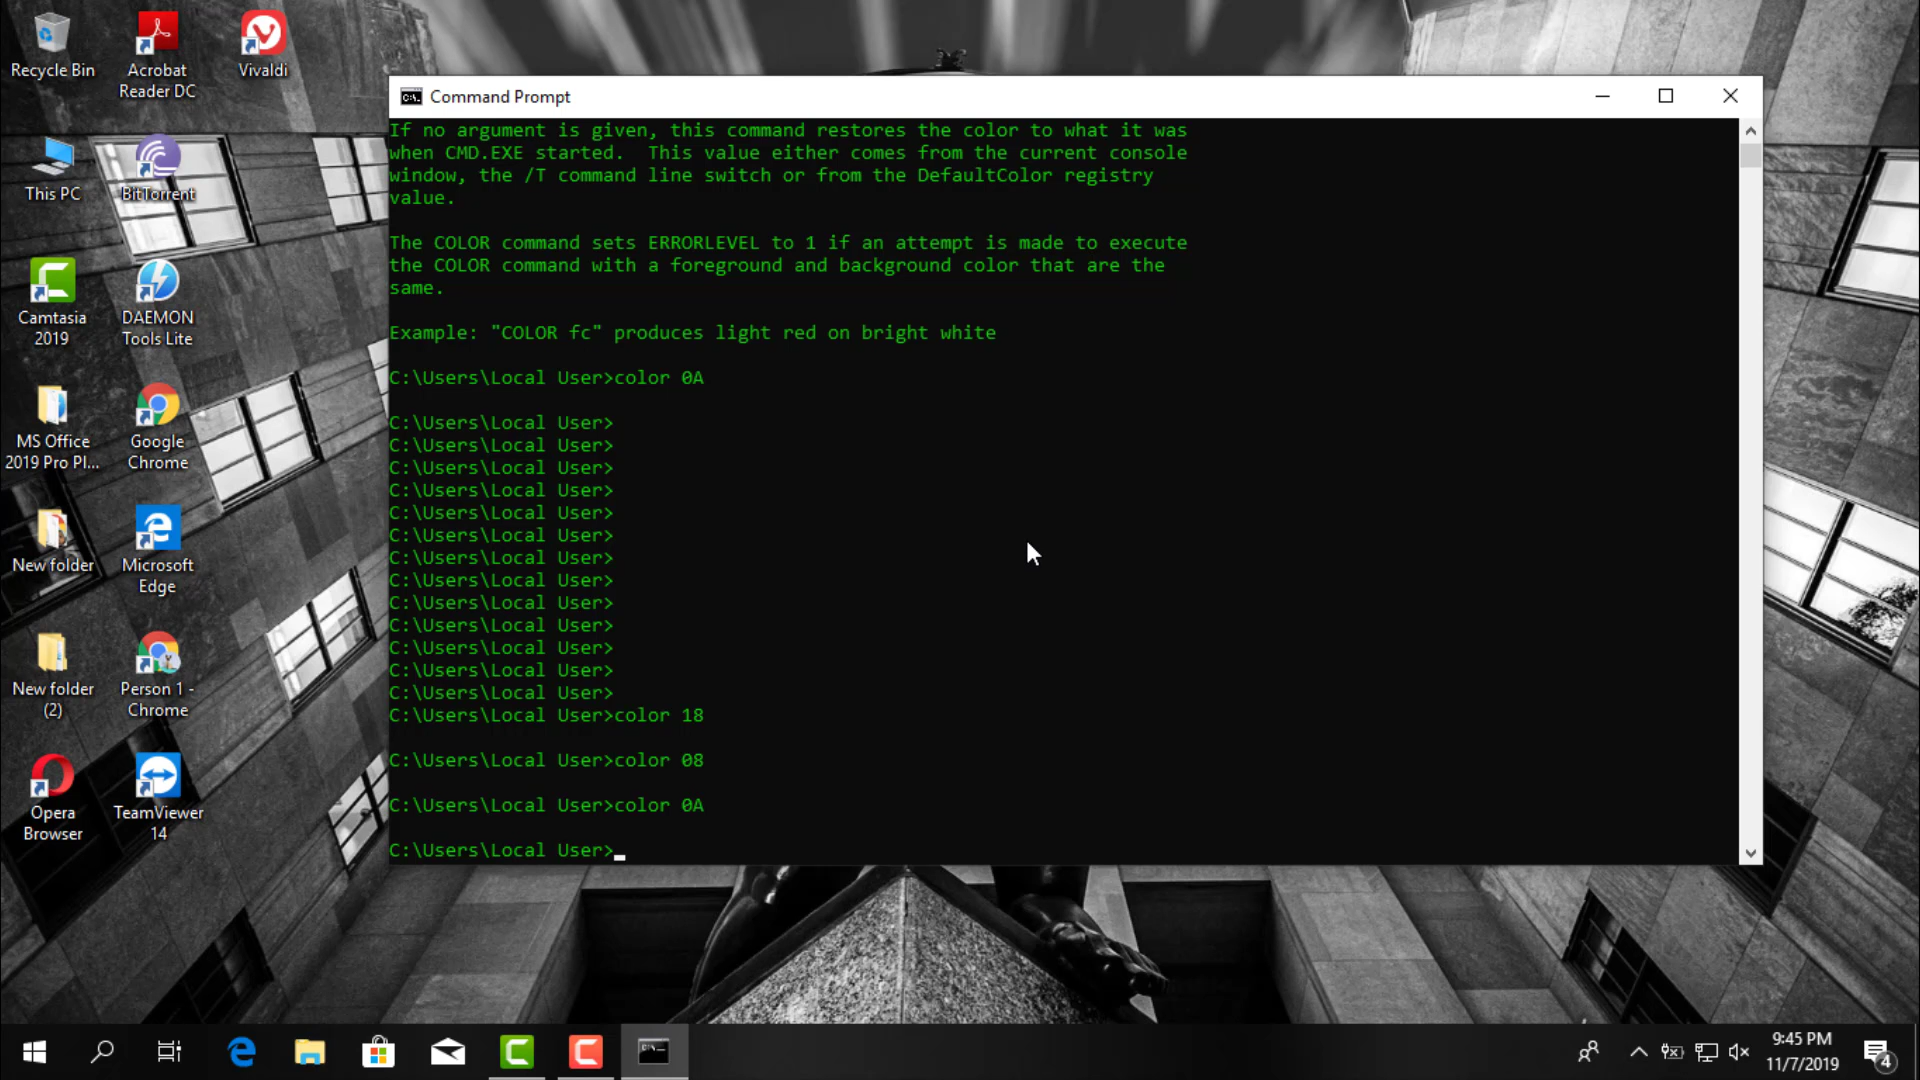 Recycle Bin
Acrobat
Reader DC
Vivaldi
This PC
BitTorrent
Camtasia
2019
DAEMON
Tools Lite
MS Office
2019 Pro Pl...
Google
Chrome
New folder
Microsoft
Edge
New folder
(2)
Person 1 -
Chrome
Opera
Browser
TeamViewer
14
Command Prompt
If no argument is given, this command restores the color to what it was
when CMD.EXE started.  This value either comes from the current console
window, the /T command line switch or from the DefaultColor registry
value.
The COLOR command sets ERRORLEVEL to 1 if an attempt is made to execute
the COLOR command with a foreground and background color that are the
same.
Example: "COLOR fc" produces light red on bright white
C:\Users\Local User>color 0A
C:\Users\Local User>
C:\Users\Local User>
C:\Users\Local User>
C:\Users\Local User>
C:\Users\Local User>
C:\Users\Local User>
C:\Users\Local User>
C:\Users\Local User>
C:\Users\Local User>
C:\Users\Local User>
C:\Users\Local User>
C:\Users\Local User>
C:\Users\Local User>
C:\Users\Local User>color 18
C:\Users\Local User>color 08
C:\Users\Local User>color 0A
C:\Users\Local User>
9:45 PM
11/7/2019
4